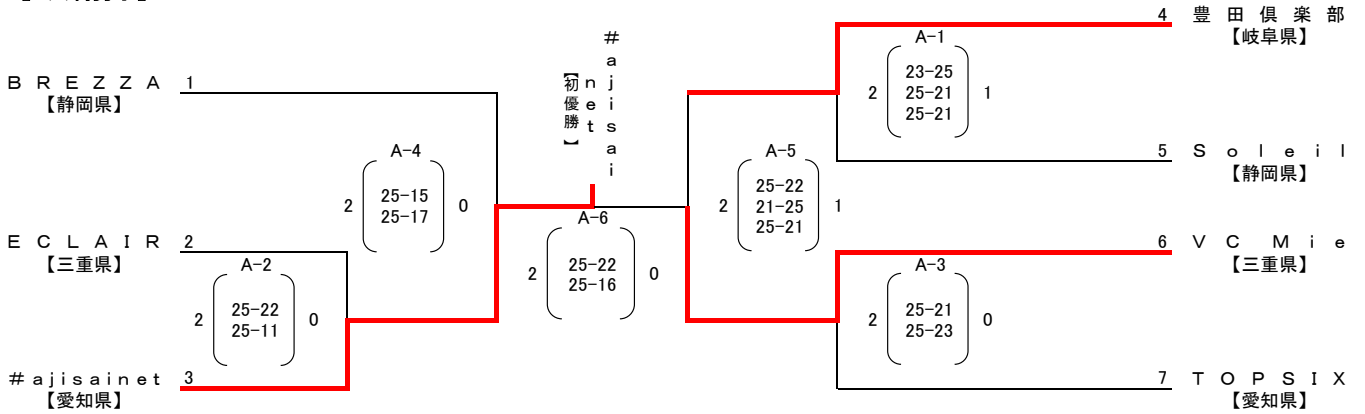 BREZZA 1
【静岡県】
ECLAIR 2
【三重県】
#ajisainet 3
【愛知県】
A-2
2 25-22 0
25-11
A-4
2 25-15 0
25-17
#ajisai
net
【初優勝】
A-6
2 25-22 0
25-16
A-5
25-22
2 21-25 1
25-21
A-1
23-25
2 25-21 1
25-21
A-3
2 25-21 0
25-23
4 豊田倶楽部
【岐阜県】
5 Soleil
【静岡県】
6 VC Mie
【三重県】
7 TOPSIX
【愛知県】